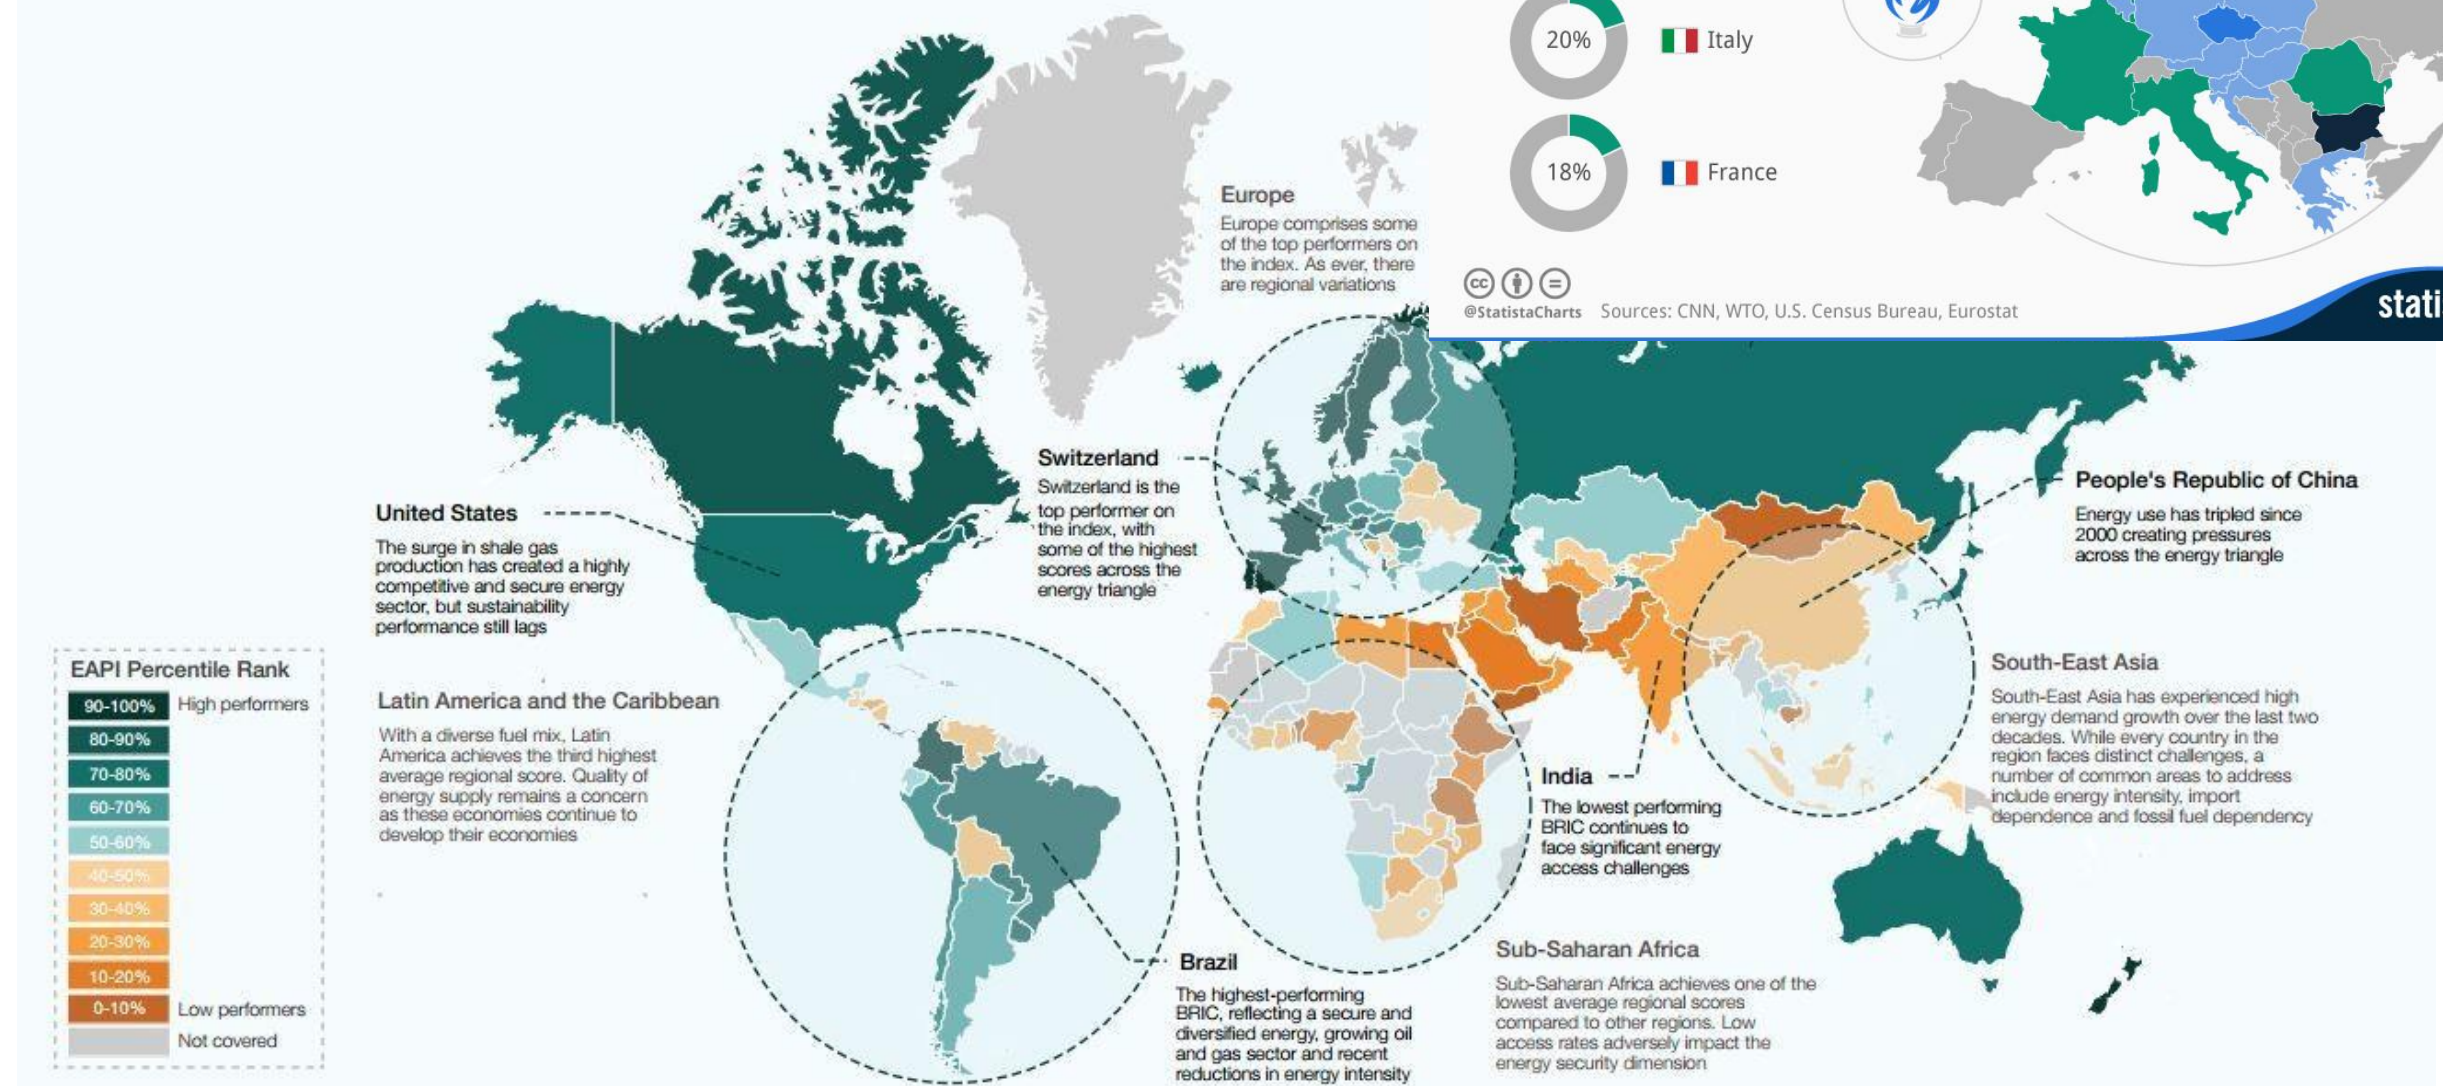 20%
Italy
18%
France
@StatistaCharts Sources: CNN, WTO, U.S. Census Bureau, Eurostat
stati
Europe
Europe comprises some
of the top performers on
the index. As ever, there
are regional variations
Switzerland
Switzerland is the
top performer on
the index, with
some of the highest
scores across the
energy triangle
People's Republic of China
Energy use has tripled since
2000 creating pressures
across the energy triangle
United States
The surge in shale gas
production has created a highly
competitive and secure energy
sector, but sustainability
performance still lags
EAPI Percentile Rank
90-100% High performers
80-90%
70-80%
60-70%
50-60%
40-50%
30-40%
20-30%
10-20%
0-10% Low performers
Not covered
Latin America and the Caribbean
With a diverse fuel mix, Latin
America achieves the third highest
average regional score. Quality of
energy supply remains a concern
as these economies continue to
develop their economies
South-East Asia
South-East Asia has experienced high
energy demand growth over the last two
decades. While every country in the
region faces distinct challenges, a
number of common areas to address
include energy intensity, import
dependence and fossil fuel dependency
India
The lowest performing
BRIC continues to
face significant energy
access challenges
Brazil
The highest-performing
BRIC, reflecting a secure and
diversified energy, growing oil
and gas sector and recent
reductions in energy intensity
Sub-Saharan Africa
Sub-Saharan Africa achieves one of the
lowest average regional scores
compared to other regions. Low
access rates adversely impact the
energy security dimension